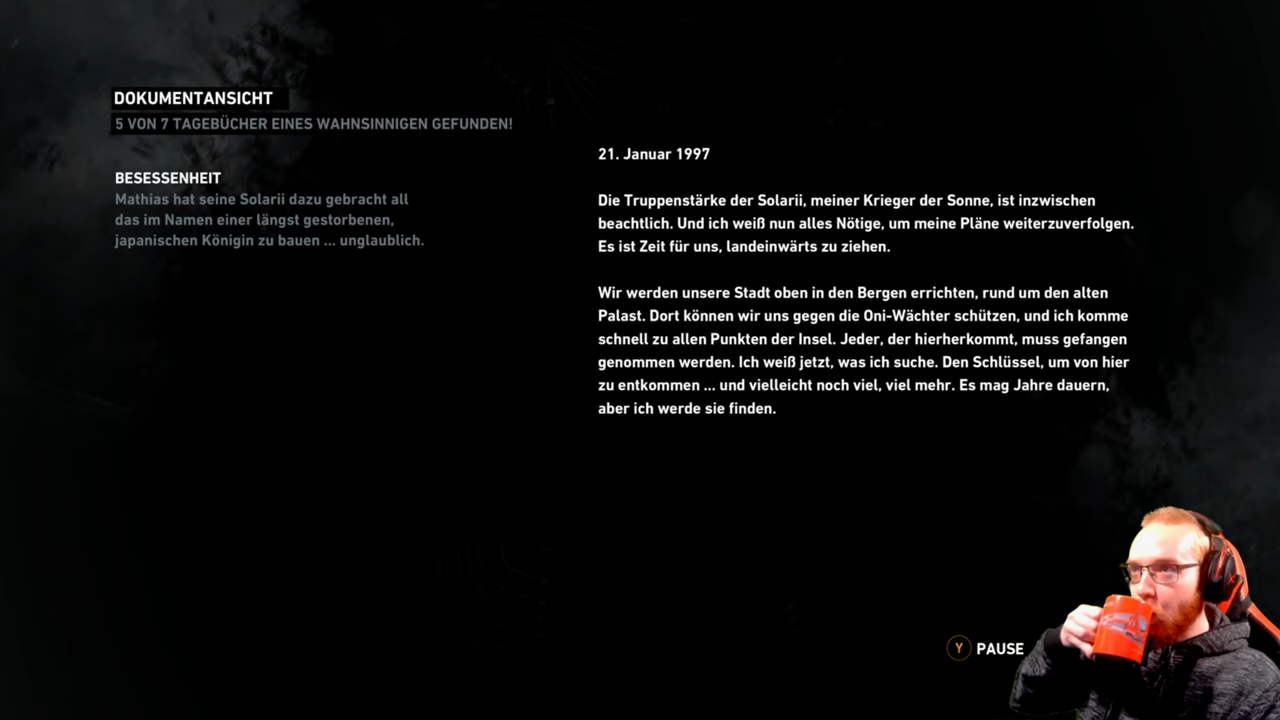 DOKUMENTANSICHT
5 VON 7 TAGEBÜCHER EINES WAHNSINNIGEN GEFUNDEN!
BESESSENHEIT
Mathias hat seine Solarii dazu gebracht all
das im Namen einer längst gestorbenen,
japanischen Königin zu bauen ... unglaublich.
21. Januar 1997
Die Truppenstärke der Solarii, meiner Krieger der Sonne, ist inzwischen
beachtlich. Und ich weiß nun alles Nötige, um meine Pläne weiterzuverfolgen.
Es ist Zeit für uns, landeinwärts zu ziehen.
Wir werden unsere Stadt oben in den Bergen errichten, rund um den alten
Palast. Dort können wir uns gegen die Oni-Wächter schützen, und ich komme
schnell zu allen Punkten der Insel. Jeder, der hierherkommt, muss gefangen
genommen werden. Ich weiß jetzt, was ich suche. Den Schlüssel, um von hier
zu entkommen ... und vielleicht noch viel, viel mehr. Es mag Jahre dauern,
aber ich werde sie finden.
Y PAUSE